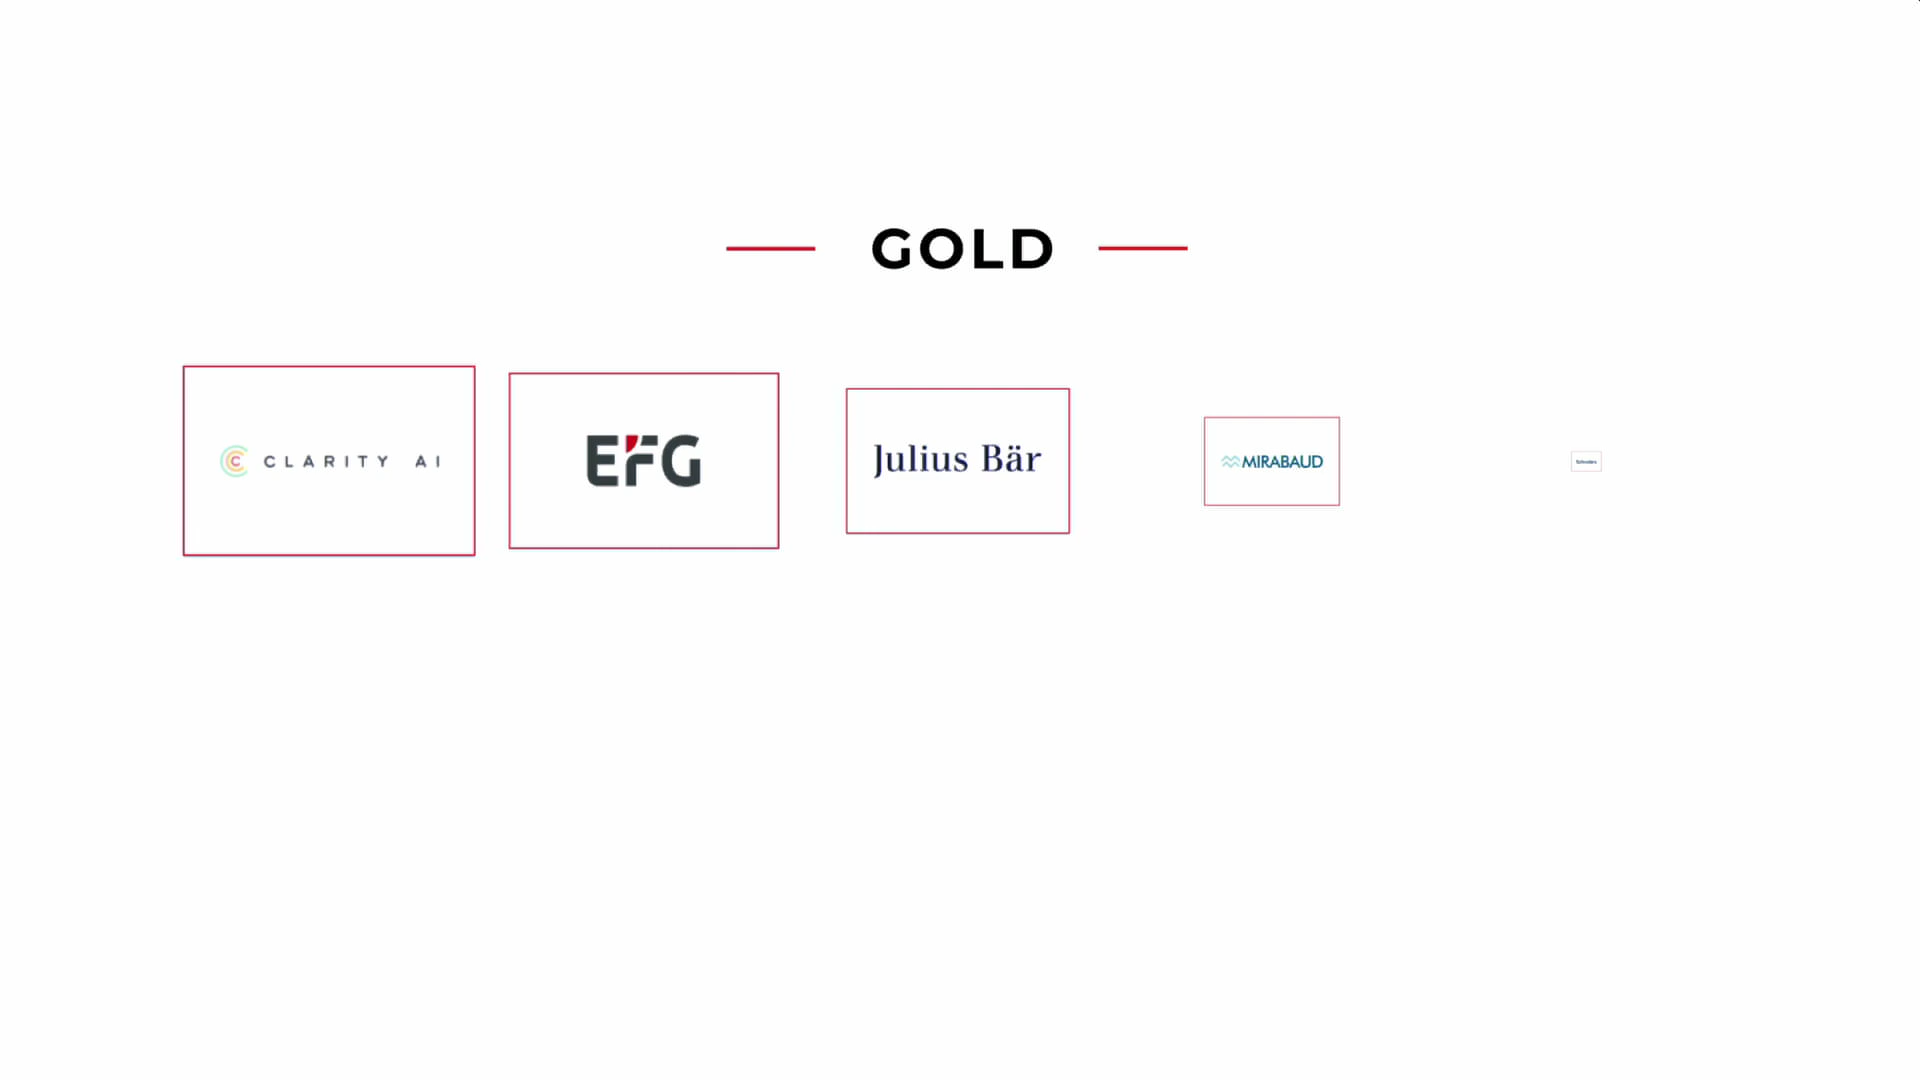 GOLD
CLARITY AI
EFG
Julius Bär
MIRABAUD